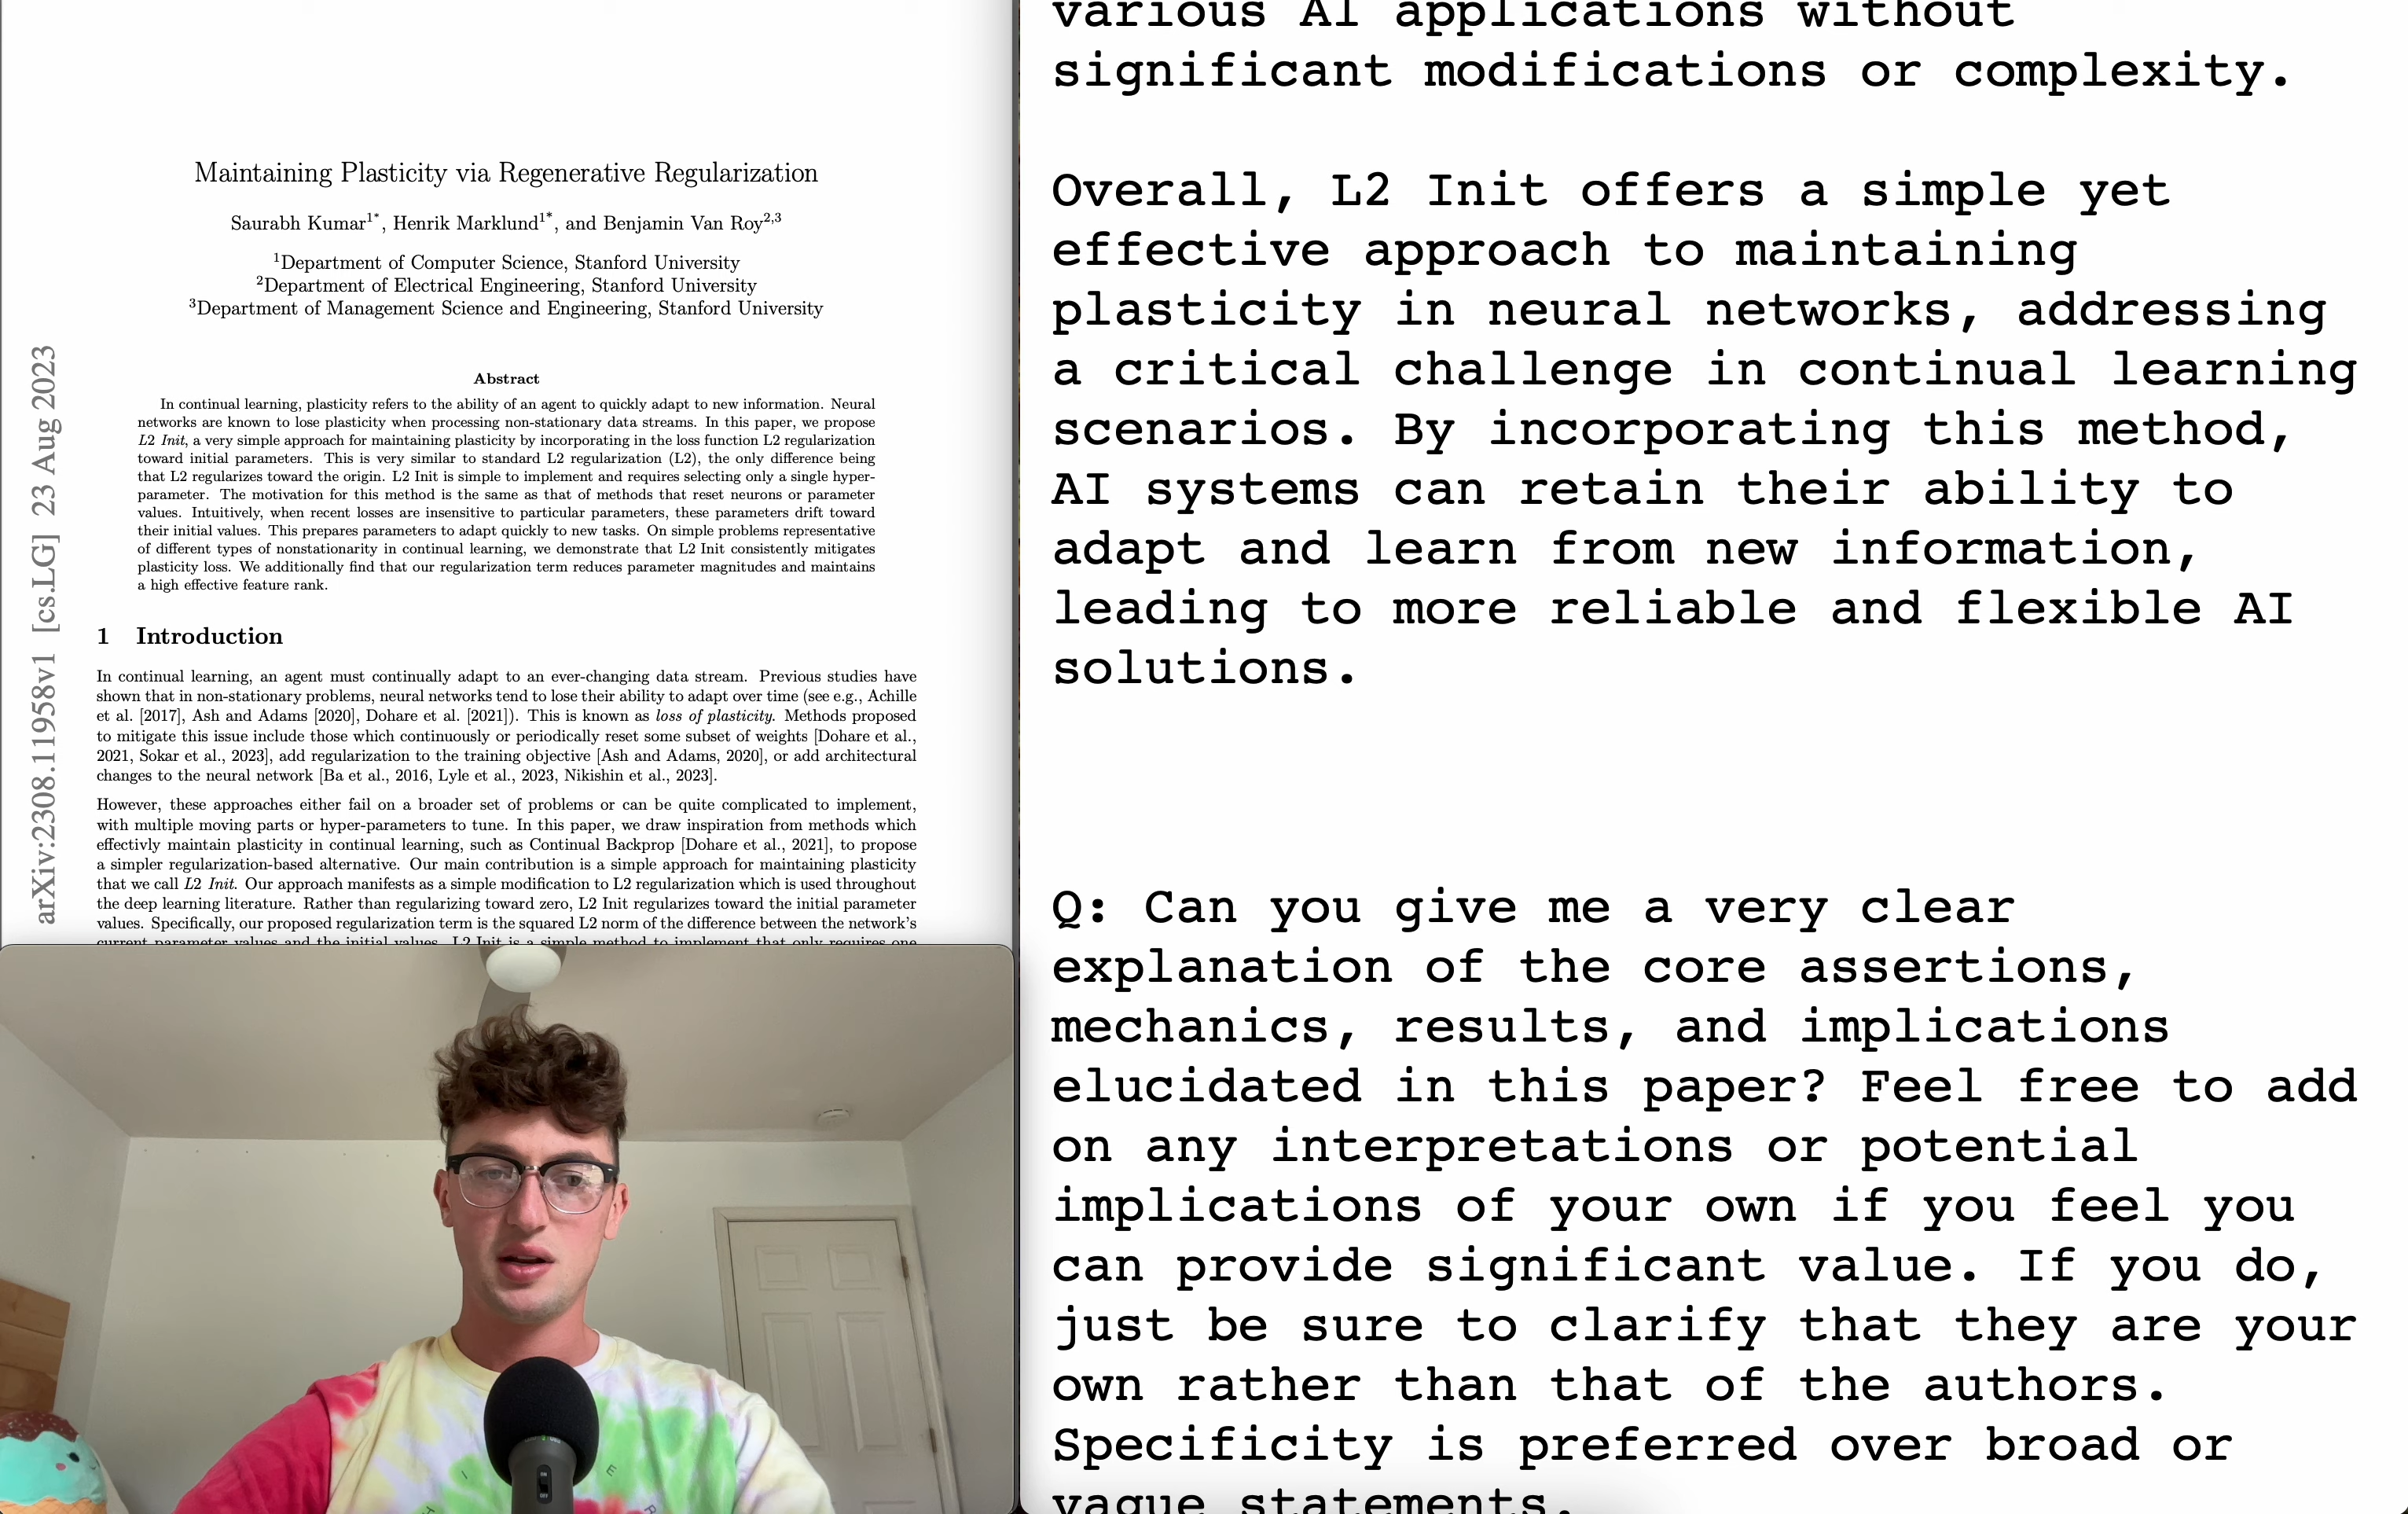 Maintaining Plasticity via Regenerative Regularization
Saurabh Kumar1*, Henrik Marklund1*, and Benjamin Van Roy2,3
1Department of Computer Science, Stanford University
2Department of Electrical Engineering, Stanford University
3Department of Management Science and Engineering, Stanford University
arXiv:2308.11958v1 [cs.LG] 23 Aug 2023
Abstract
In continual learning, plasticity refers to the ability of an agent to quickly adapt to new information. Neural
networks are known to lose plasticity when processing non-stationary data streams. In this paper, we propose
L2 Init, a very simple approach for maintaining plasticity by incorporating in the loss function L2 regularization
toward initial parameters. This is very similar to standard L2 regularization (L2), the only difference being
that L2 regularizes toward the origin. L2 Init is simple to implement and requires selecting only a single hyper-
parameter. The motivation for this method is the same as that of methods that reset neurons or parameter
values. Intuitively, when recent losses are insensitive to particular parameters, these parameters drift toward
their initial values. This prepares parameters to adapt quickly to new tasks. On simple problems representative
of different types of nonstationarity in continual learning, we demonstrate that L2 Init consistently mitigates
plasticity loss. We additionally find that our regularization term reduces parameter magnitudes and maintains
a high effective feature rank.
1 Introduction
In continual learning, an agent must continually adapt to an ever-changing data stream. Previous studies have
shown that in non-stationary problems, neural networks tend to lose their ability to adapt over time (see e.g., Achille
et al. [2017], Ash and Adams [2020], Dohare et al. [2021]). This is known as loss of plasticity. Methods proposed
to mitigate this issue include those which continuously or periodically reset some subset of weights [Dohare et al.,
2021, Sokar et al., 2023], add regularization to the training objective [Ash and Adams, 2020], or add architectural
changes to the neural network [Ba et al., 2016, Lyle et al., 2023, Nikishin et al., 2023].
However, these approaches either fail on a broader set of problems or can be quite complicated to implement,
with multiple moving parts or hyper-parameters to tune. In this paper, we draw inspiration from methods which
effectivly maintain plasticity in continual learning, such as Continual Backprop [Dohare et al., 2021], to propose
a simpler regularization-based alternative. Our main contribution is a simple approach for maintaining plasticity
that we call L2 Init. Our approach manifests as a simple modification to L2 regularization which is used throughout
the deep learning literature. Rather than regularizing toward zero, L2 Init regularizes toward the initial parameter
values. Specifically, our proposed regularization term is the squared L2 norm of the difference between the network's
current parameter values and the initial values. L2 Init is a simple method to implement that only requires one
various AI applications without
significant modifications or complexity.
Overall, L2 Init offers a simple yet
effective approach to maintaining
plasticity in neural networks, addressing
a critical challenge in continual learning
scenarios. By incorporating this method,
AI systems can retain their ability to
adapt and learn from new information,
leading to more reliable and flexible AI
solutions.
Q: Can you give me a very clear
explanation of the core assertions,
mechanics, results, and implications
elucidated in this paper? Feel free to add
on any interpretations or potential
implications of your own if you feel you
can provide significant value. If you do,
just be sure to clarify that they are your
own rather than that of the authors.
Specificity is preferred over broad or
vague statements.